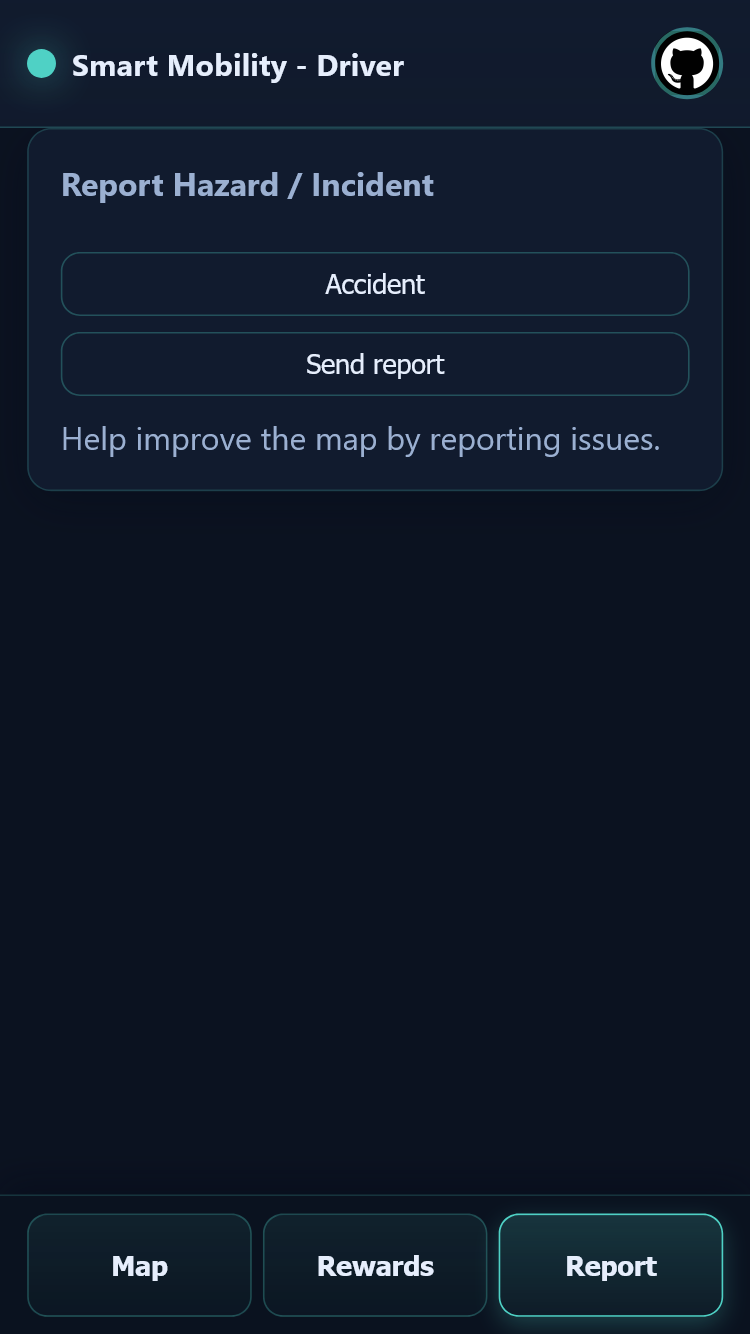 Smart Mobility - Driver
Report Hazard / Incident
Accident
Send report
Help improve the map by reporting issues.
Map
Rewards
Report